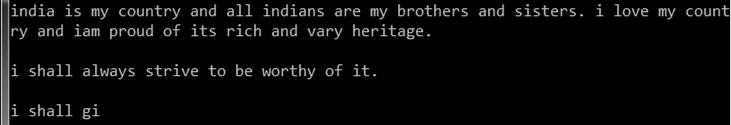 india is my country and all indians are my brothers and sisters. i love my count
ry and iam proud of its rich and vary heritage.
i shall always strive to be worthy of it.
i shall gi